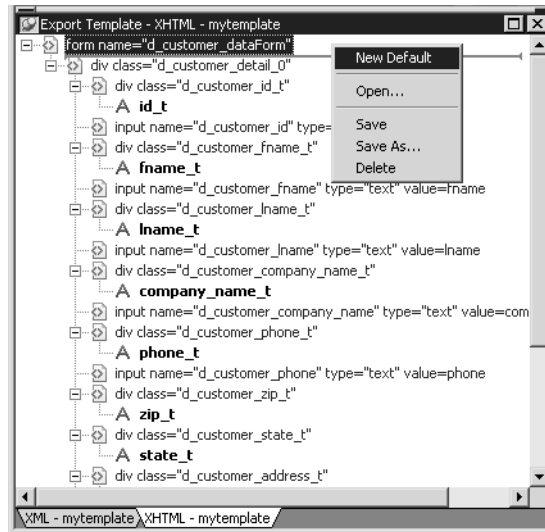 Export Template - XHTML - mytemplate
form name="d_customer_dataForm"
New Default
div class="d_customer_detail_0"
div class="d_customer_id_t"
Open...
id_t
input name="d_customer_id" type=
Save
div class="d_customer_fname_t"
Save As...
fname_t
Delete
input name="d_customer_fname" type="text" value=fname
div class="d_customer_lname_t"
lname_t
input name="d_customer_lname" type="text" value=lname
div class="d_customer_company_name_t"
company_name_t
input name="d_customer_company_name" type="text" value=com
div class="d_customer_phone_t"
phone_t
input name="d_customer_phone" type="text" value=phone
div class="d_customer_zip_t"
zip_t
div class="d_customer_state_t"
state_t
div class="d_customer_address_t"
XML - mytemplate XHTML - mytemplate